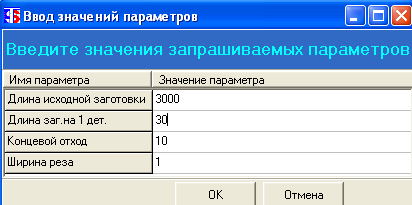 Ввод значений параметров
Введите значения запрашиваемых параметров
Имя параметра Значение параметра
Длина исходной заготовки 3000
Длина заг.на 1 дет. 30
Концевой отход 10
Ширина реза 1
OK Отмена